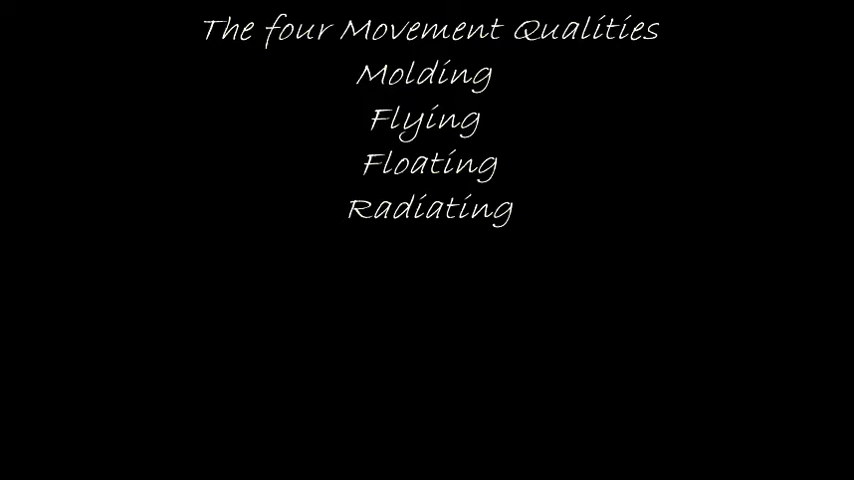 The four Movement Qualities
Molding
Flying
Floating
Radiating